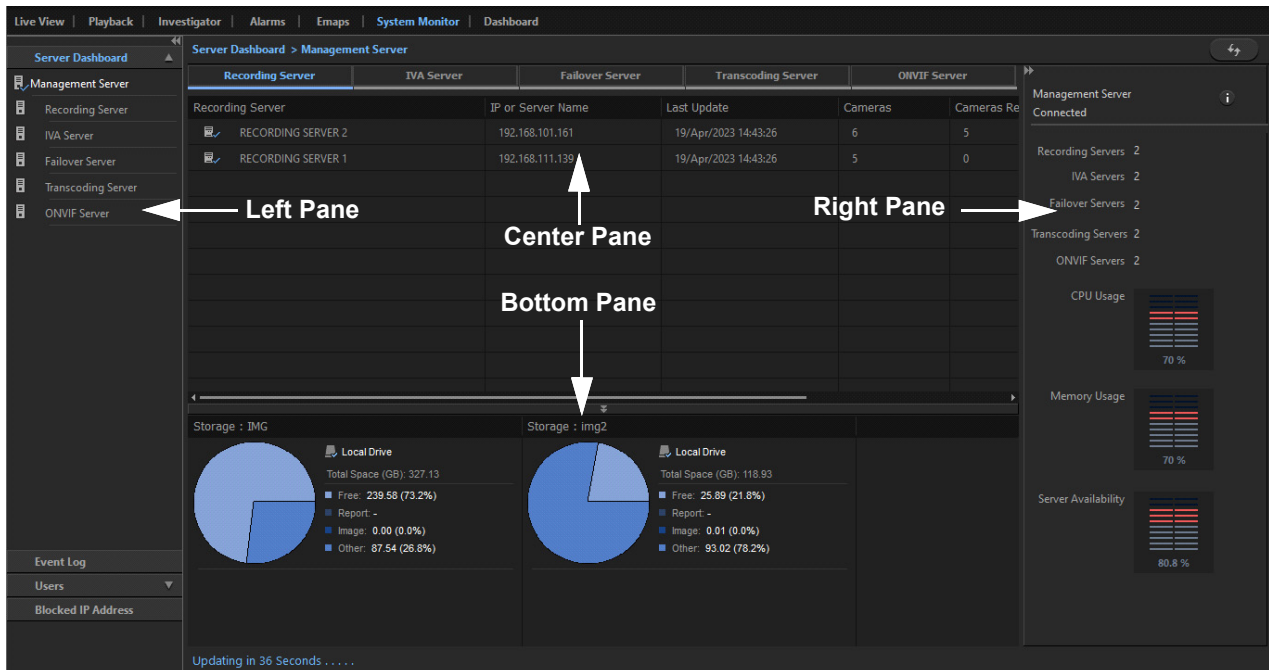 Live View | Playback | Investigator | Alarms | Emaps | System Monitor | Dashboard
Server Dashboard
Management Server
Recording Server
IVA Server
Failover Server
Transcoding Server
ONVIF Server
Event Log
Users
Blocked IP Address
Server Dashboard > Management Server
Recording Server IVA Server Failover Server Transcoding Server ONVIF Server
Recording Server IP or Server Name Last Update Cameras Cameras Re
RECORDING SERVER 2 192.168.101.161 19/Apr/2023 14:43:26 6 5
RECORDING SERVER 1 192.168.111.139 19/Apr/2023 14:43:26 5 0
Left Pane
Center Pane
Right Pane
Bottom Pane
Storage : IMG
Local Drive
Total Space (GB): 327.13
Free: 239.58 (73.2%)
Report: -
Image: 0.00 (0.0%)
Other: 87.54 (26.8%)
Storage : img2
Local Drive
Total Space (GB): 118.93
Free: 25.89 (21.8%)
Report: -
Image: 0.01 (0.0%)
Other: 93.02 (78.2%)
Updating in 36 Seconds . . . . .
Management Server
Connected
i
Recording Servers 2
IVA Servers 2
Failover Servers 2
Transcoding Servers 2
ONVIF Servers 2
CPU Usage
70 %
Memory Usage
70 %
Server Availability
80.8 %